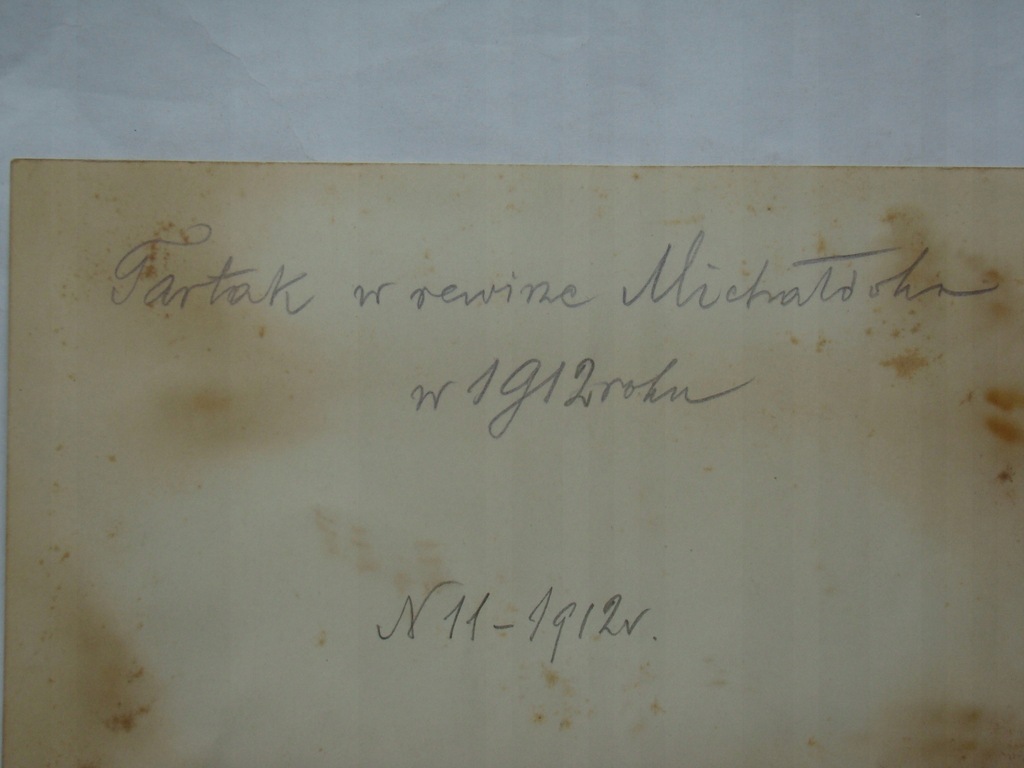 Tartak w rewirze Michałówka
w 1912 roku
N 11 - 1912 r.